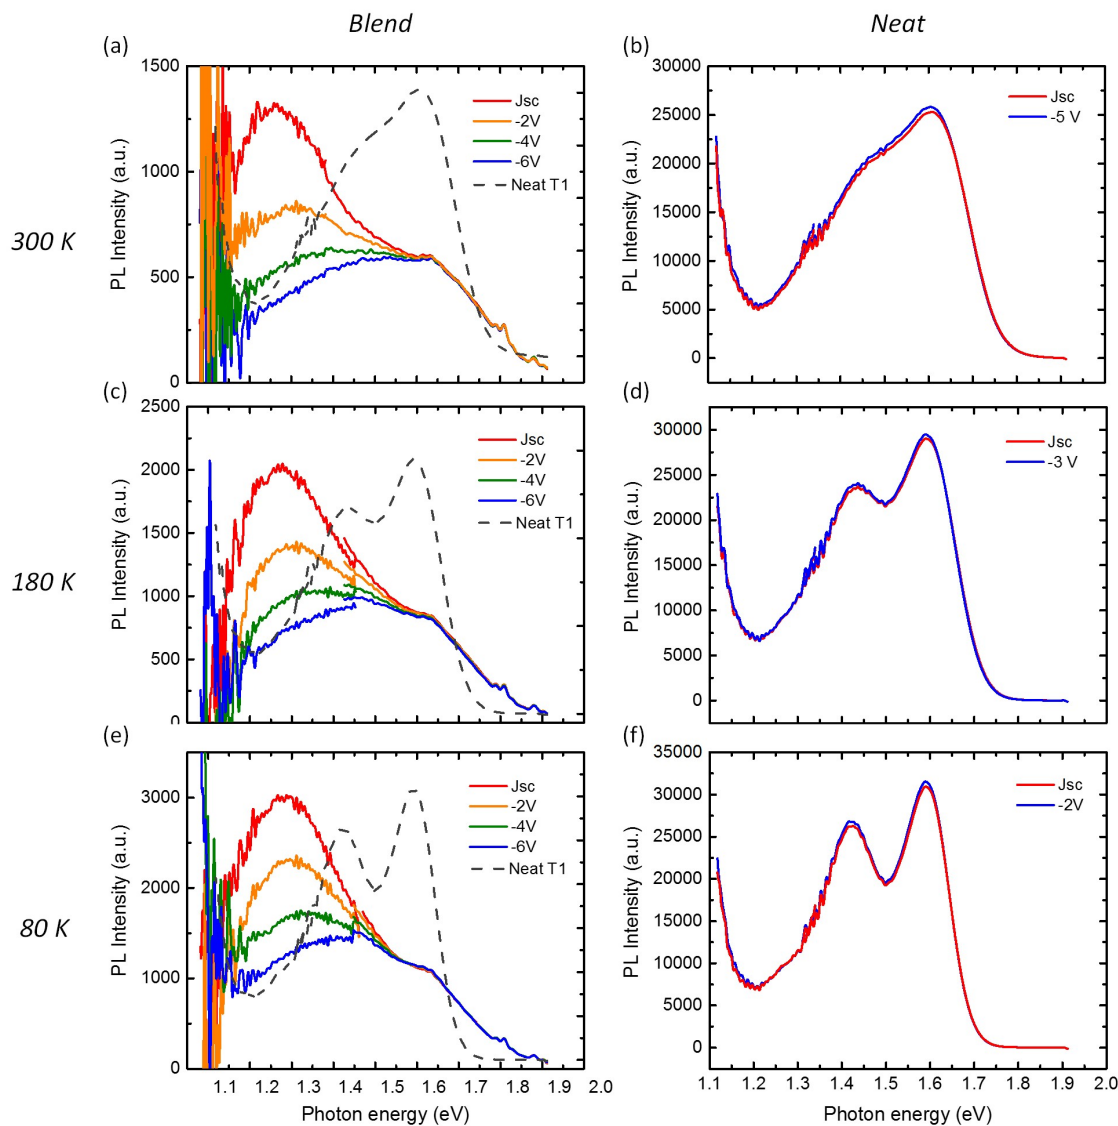 Blend
Neat
(a)
(b)
300 K
PL Intensity (a.u.)
1500
1000
500
0
Jsc
-2V
-4V
-6V
Neat T1
PL Intensity (a.u.)
30000
25000
20000
15000
10000
5000
0
Jsc
-5 V
(c)
(d)
180 K
PL Intensity (a.u.)
2500
2000
1500
1000
500
0
Jsc
-2V
-4V
-6V
Neat T1
PL Intensity (a.u.)
30000
25000
20000
15000
10000
5000
0
Jsc
-3 V
(e)
(f)
80 K
PL Intensity (a.u.)
3000
2000
1000
0
Jsc
-2V
-4V
-6V
Neat T1
1.1 1.2 1.3 1.4 1.5 1.6 1.7 1.8 1.9 2.0
Photon energy (eV)
PL Intensity (a.u.)
35000
30000
25000
20000
15000
10000
5000
0
Jsc
-2V
1.1 1.2 1.3 1.4 1.5 1.6 1.7 1.8 1.9 2.0
Photon energy (eV)